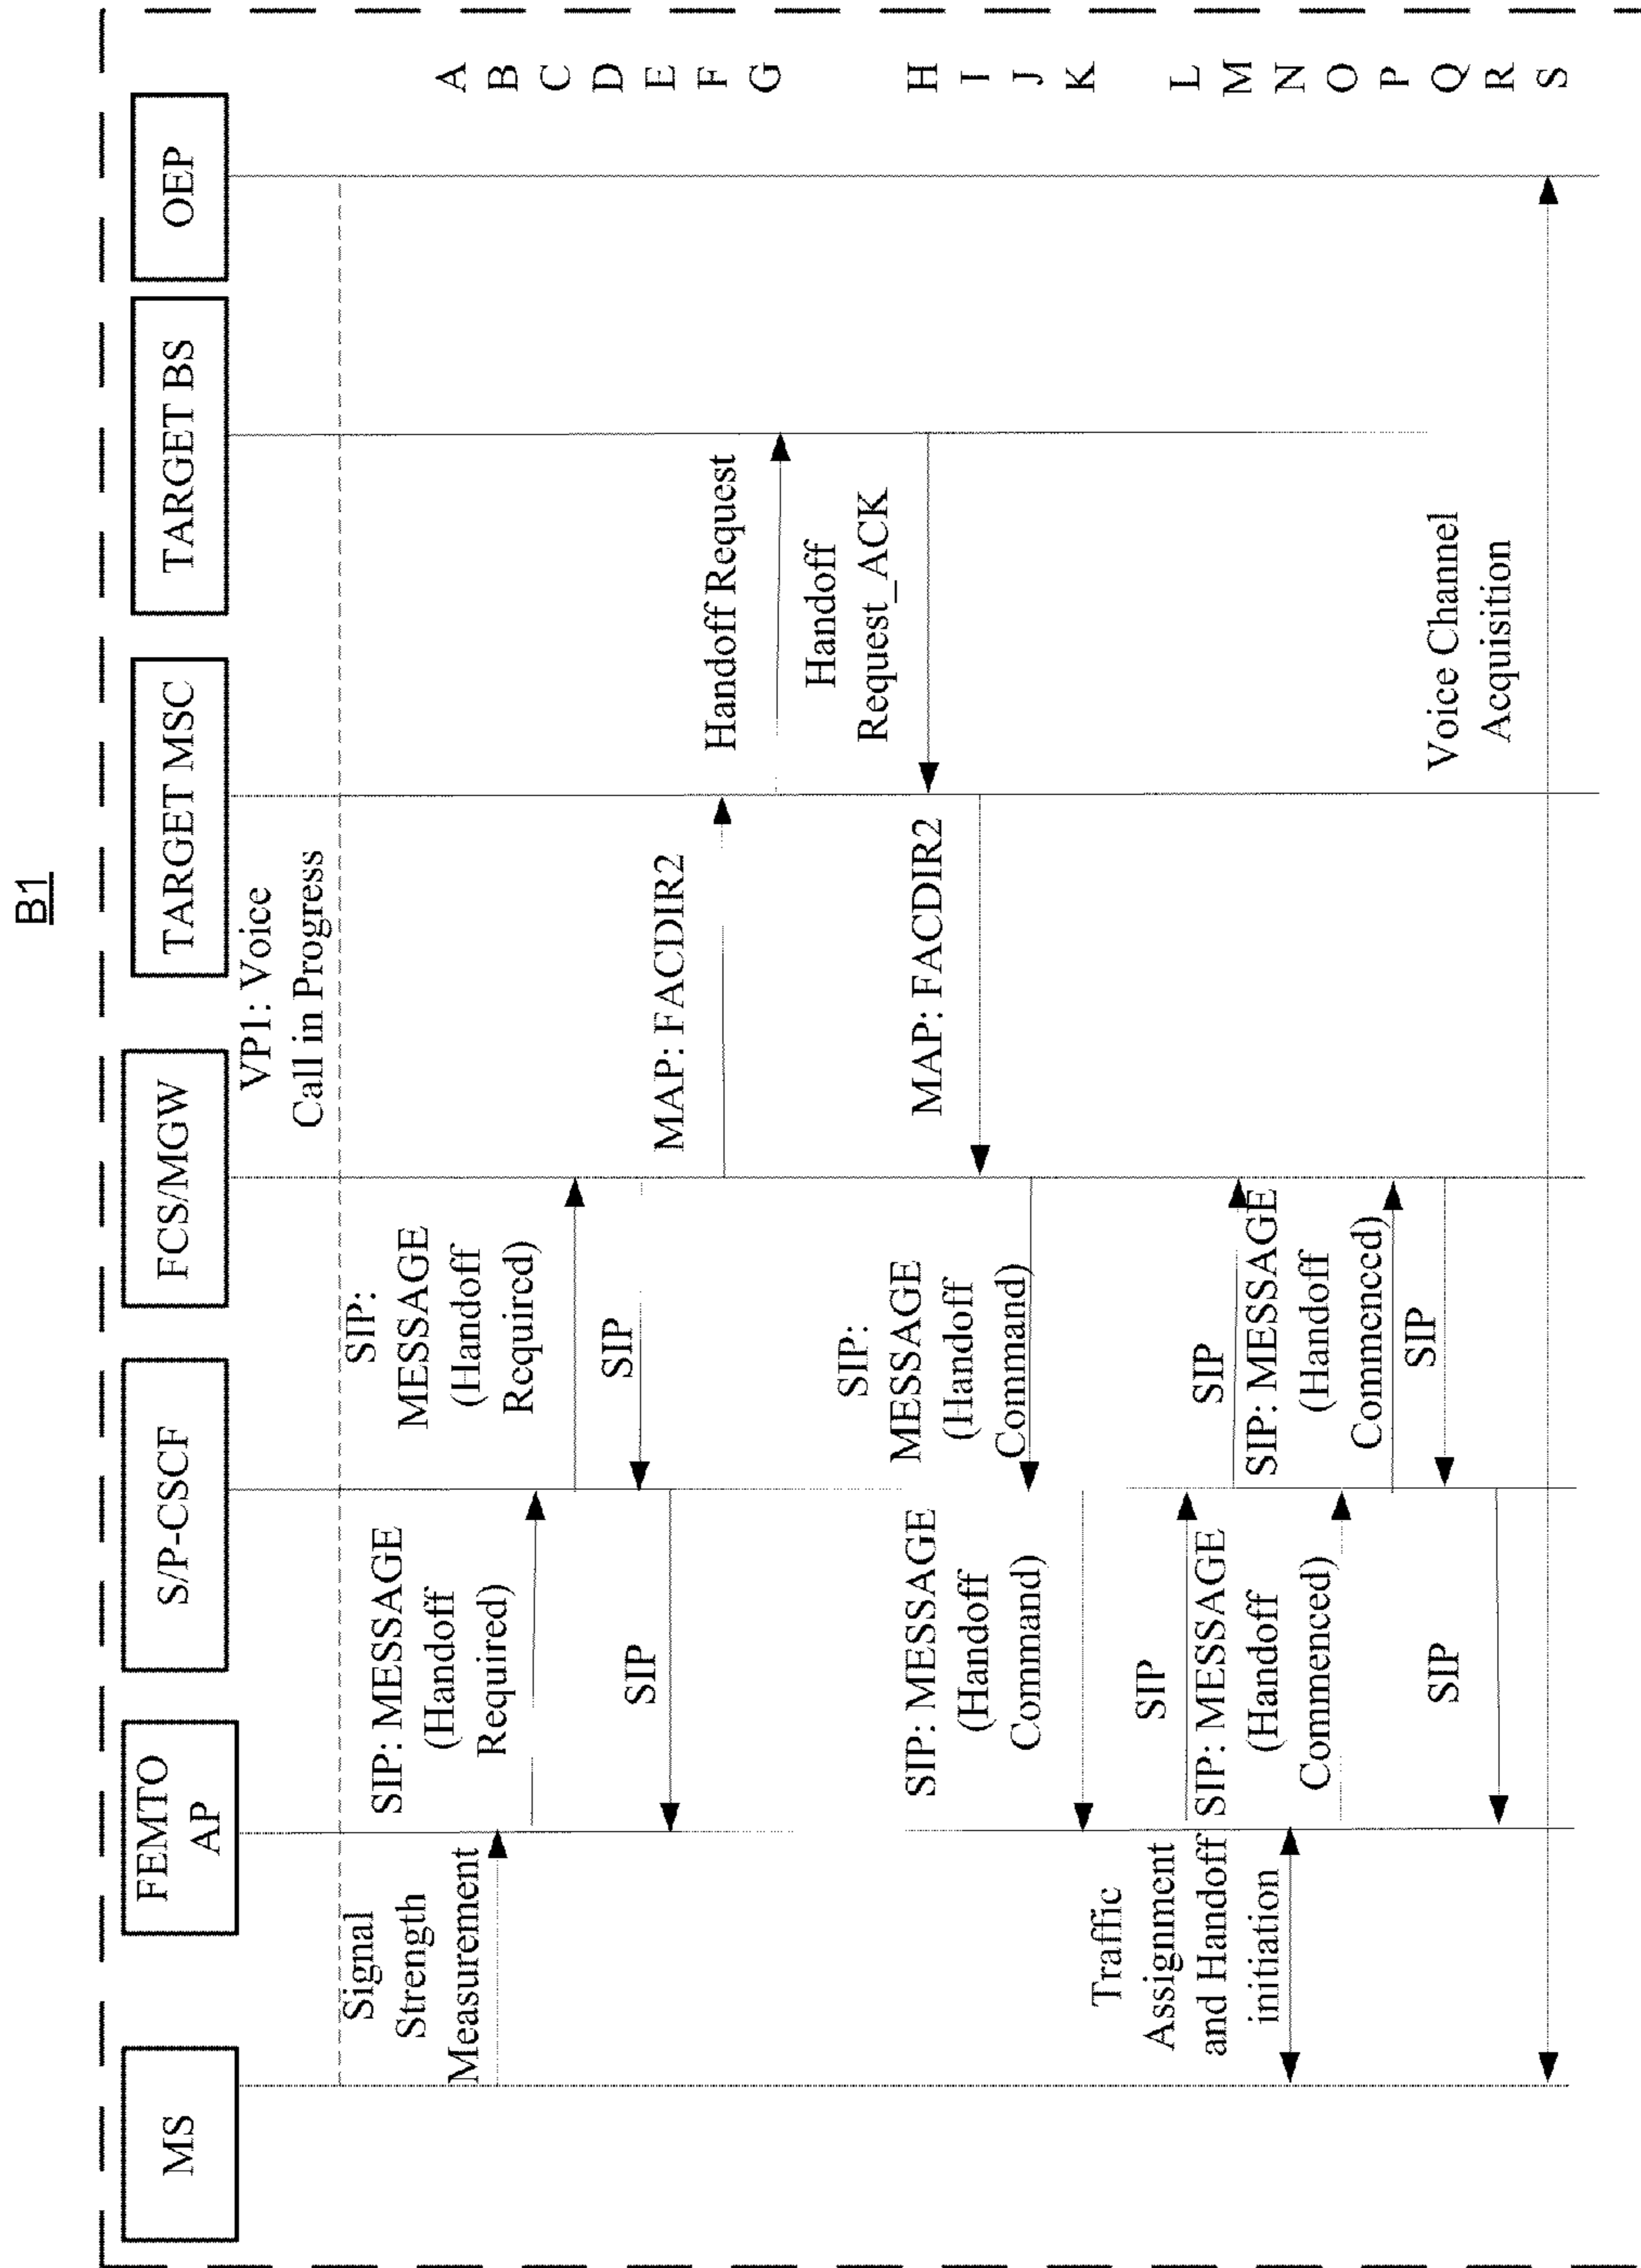 B1
MS
FEMTO
AP
S/P-CSCF
FCS/MGW
TARGET MSC
TARGET BS
OEP
VP1: Voice
Call in Progress
Signal
Strength
Measurement
SIP: MESSAGE
(Handoff
Required)
SIP:
MESSAGE
(Handoff
Required)
SIP
SIP
MAP: FACDIR2
Handoff Request
Handoff
Request_ACK
MAP: FACDIR2
SIP:
MESSAGE
(Handoff
Command)
SIP: MESSAGE
(Handoff
Command)
SIP
SIP
Traffic
Assignment
and Handoff
initiation
SIP: MESSAGE
(Handoff
Commenced)
SIP: MESSAGE
(Handoff
Commenced)
SIP
SIP
Voice Channel
Acquisition
A
B
C
D
E
F
G
H
I
J
K
L
M
N
O
P
Q
R
S